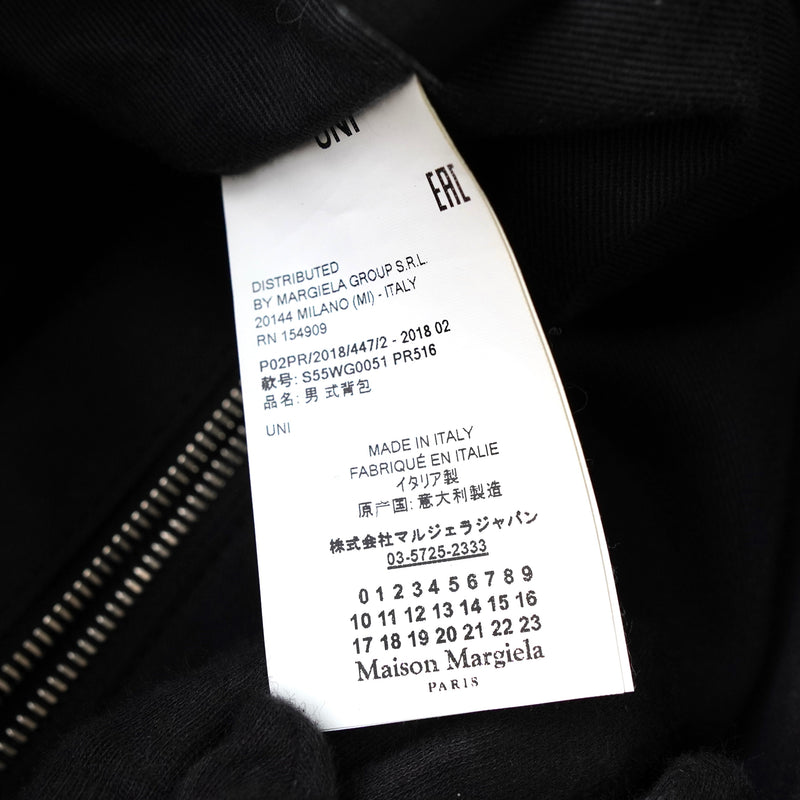 UNI
EAC
DISTRIBUTED
BY MARGIELA GROUP S.R.L.
20144 MILANO (MI) - ITALY
RN 154909
P02PR/2018/447/2 - 2018 02
款号: S55WG0051 PR516
品名: 男 式背包
UNI
MADE IN ITALY
FABRIQUÉ EN ITALIE
イタリア製
原产国: 意大利製造
株式会社マルジェラジャパン
03-5725-2333
0 1 2 3 4 5 6 7 8 9
10 11 12 13 14 15 16
17 18 19 20 21 22 23
Maison Margiela
PARIS